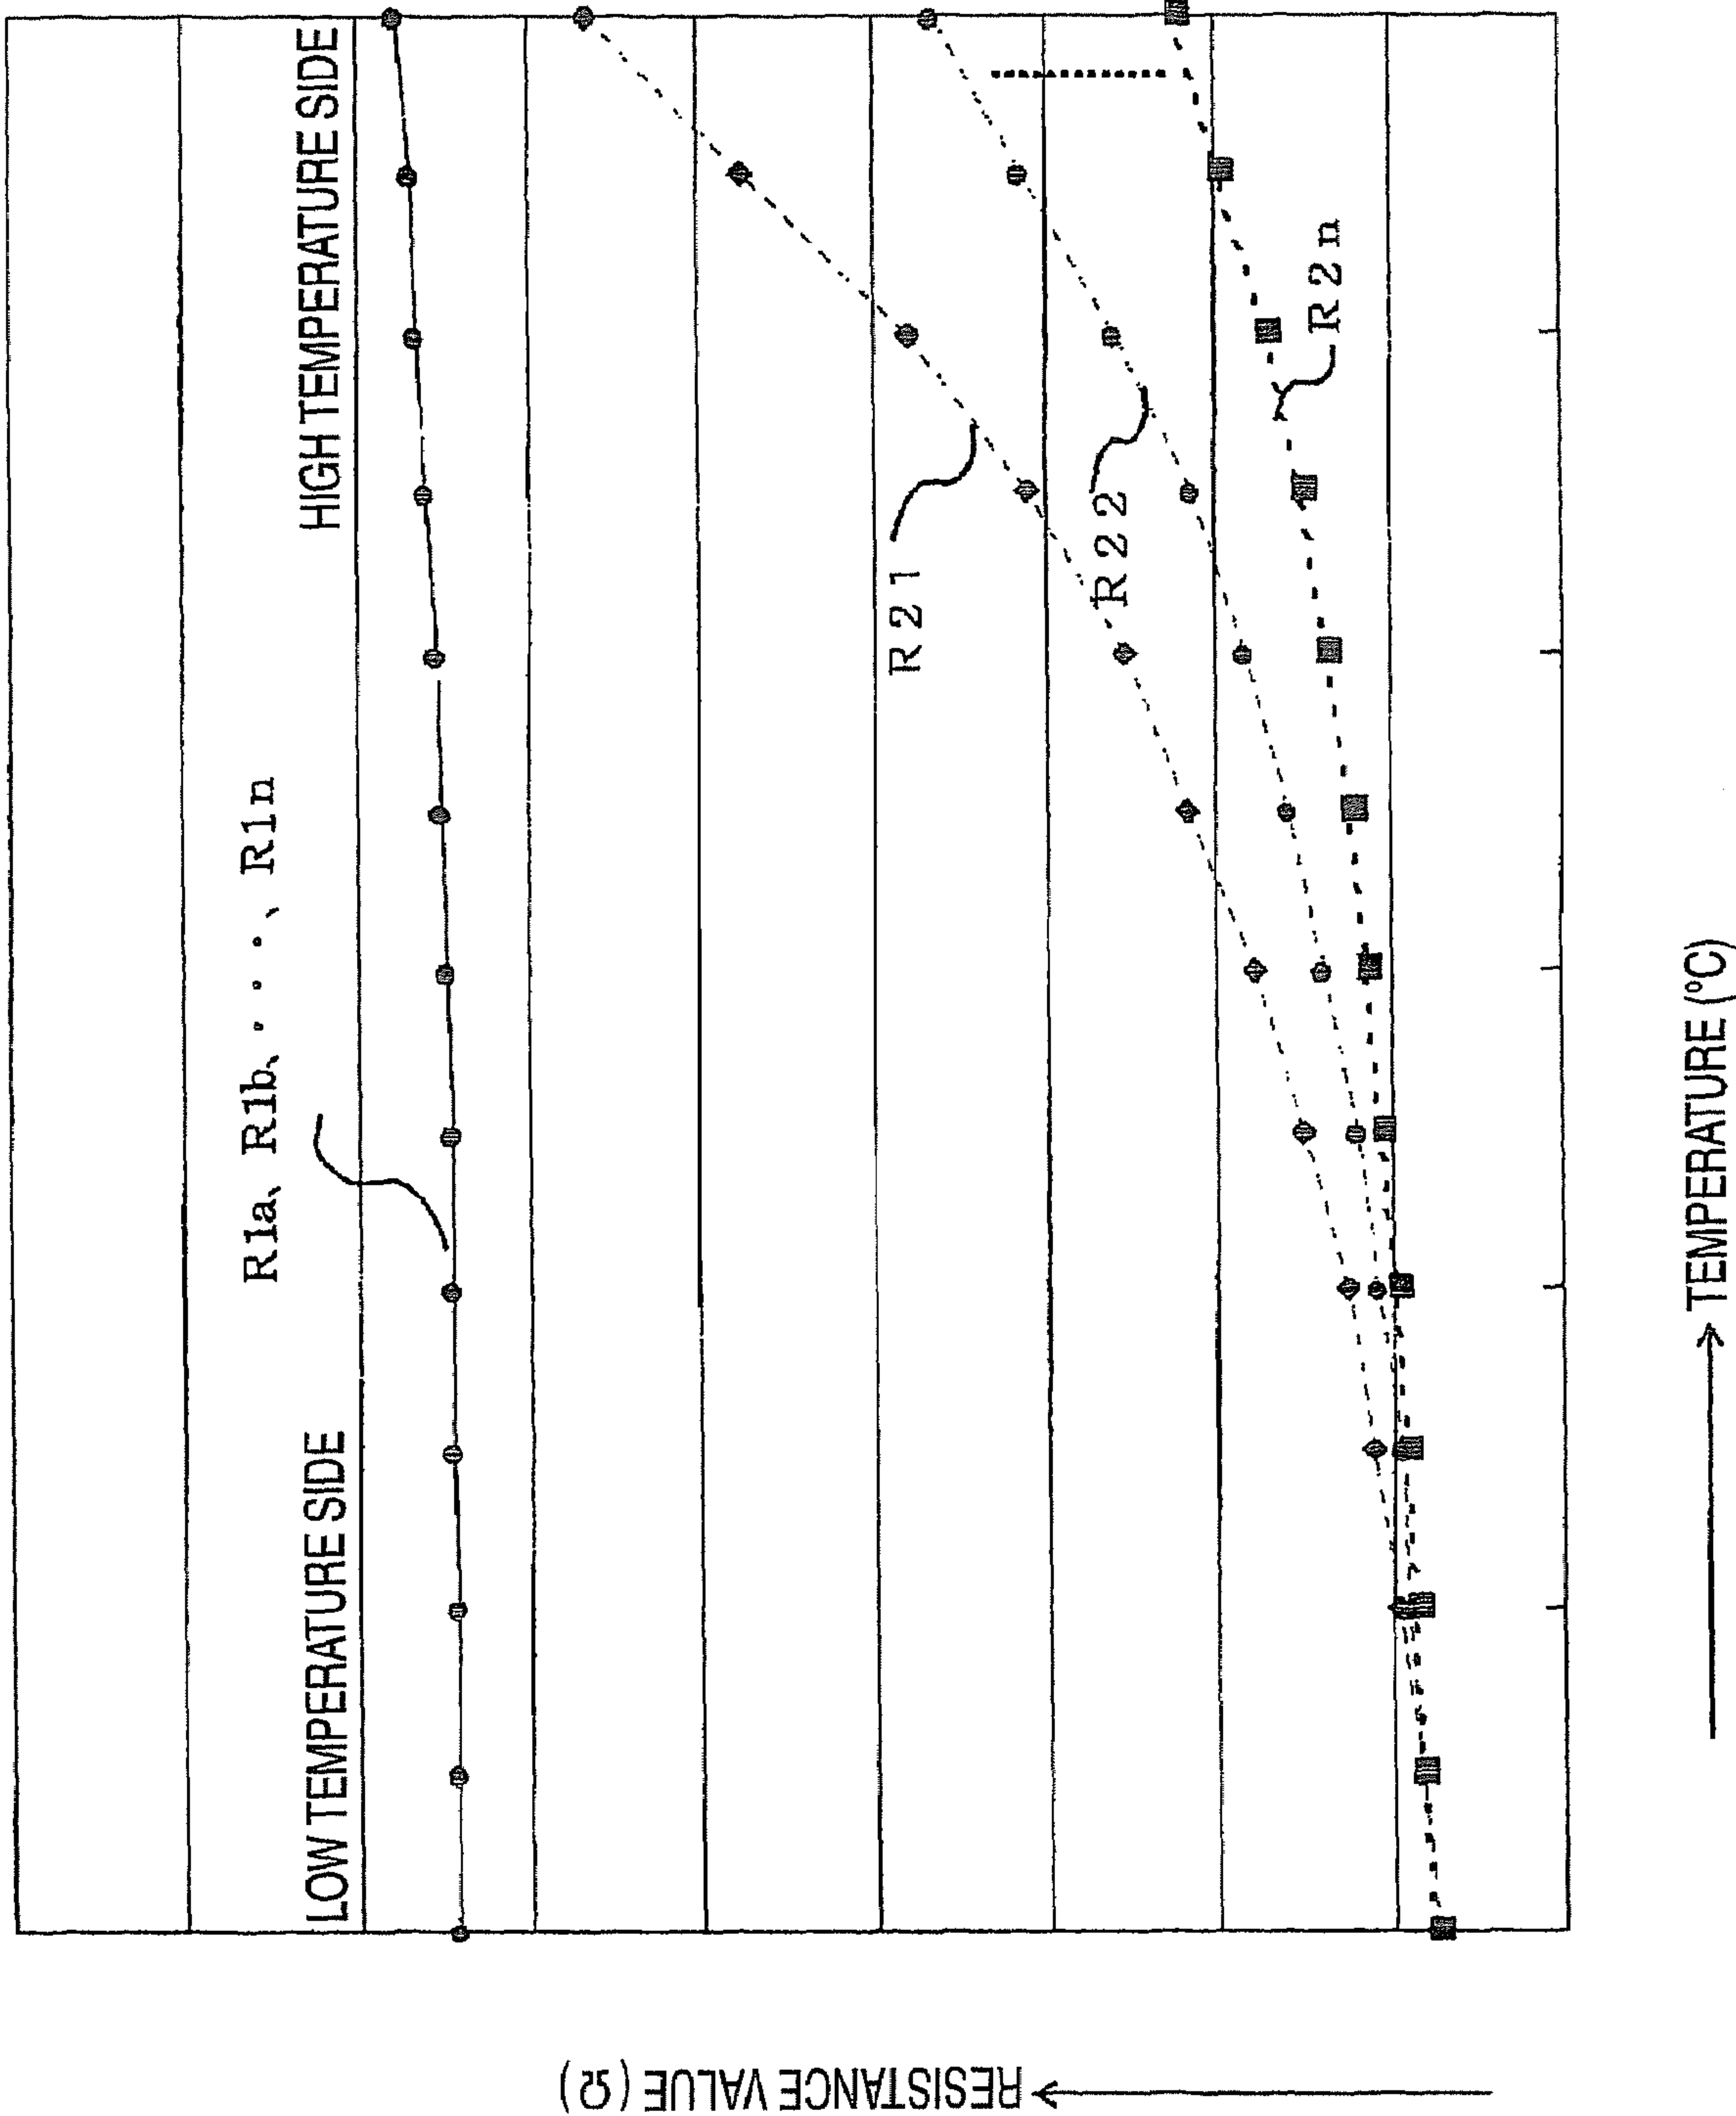 R1a、R1b、・・・、R1n
LOW TEMPERATURE SIDE
HIGH TEMPERATURE SIDE
R21
R22
R2n
RESISTANCE VALUE (Ω)
TEMPERATURE (°C)